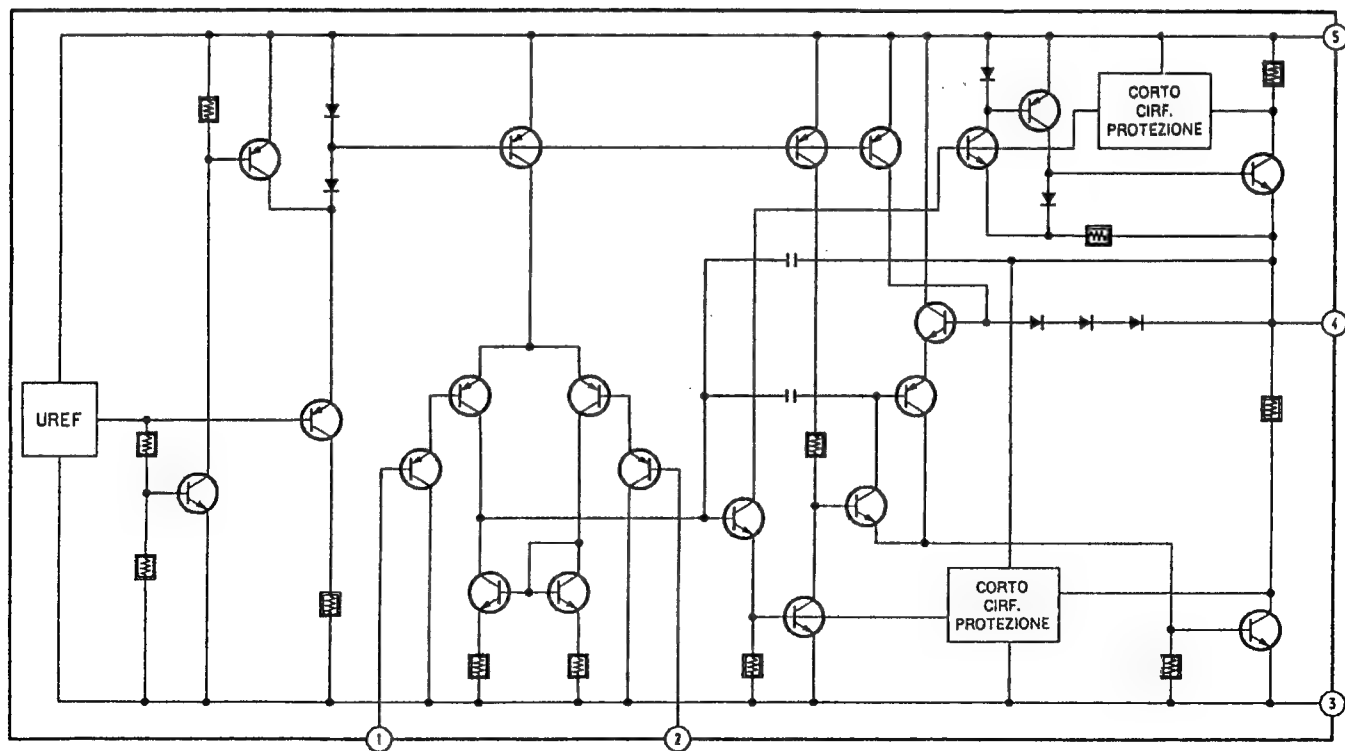 5
CORTO
CIRF.
PROTEZIONE
4
UREF
CORTO
CIRF.
PROTEZIONE
3
1
2